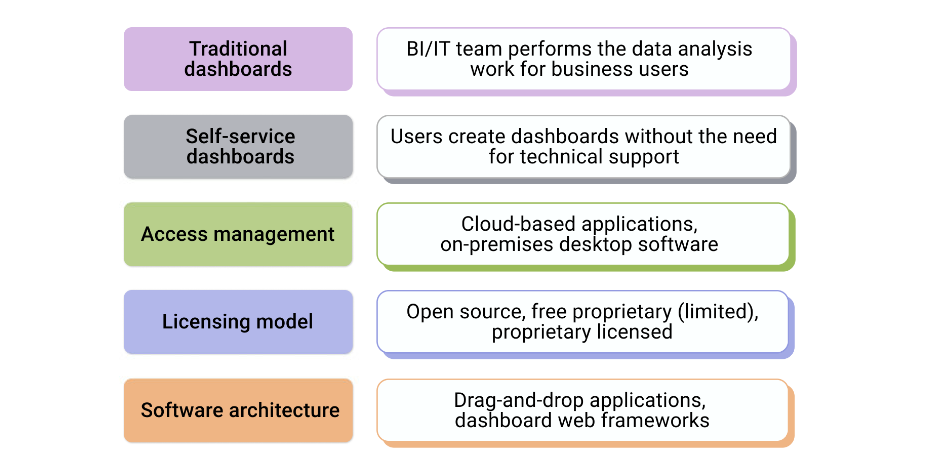 Traditional
dashboards
BI/IT team performs the data analysis
work for business users
Self-service
dashboards
Users create dashboards without the need
for technical support
Access management
Cloud-based applications,
on-premises desktop software
Licensing model
Open source, free proprietary (limited),
proprietary licensed
Software architecture
Drag-and-drop applications,
dashboard web frameworks